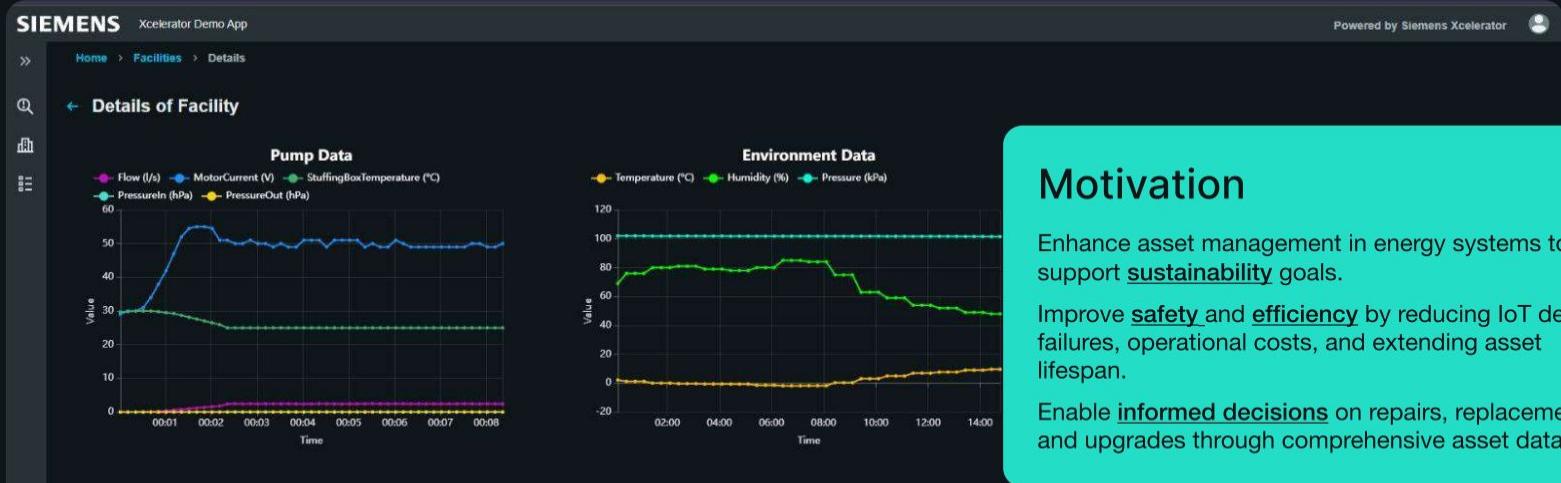 SIEMENS Xcelerator Demo App
Powered by Siemens Xcelerator
Home > Facilities > Details
← Details of Facility
Pump Data
Flow (l/s) MotorCurrent (V) StuffingBoxTemperature (°C)
PressureIn (hPa) PressureOut (hPa)
60
50
40
30
20
10
0
Value
00:01 00:02 00:03 00:04 00:05 00:06 00:07 00:08
Time
Environment Data
Temperature (°C) Humidity (%) Pressure (kPa)
120
100
80
60
40
20
0
-20
Value
02:00 04:00 06:00 08:00 10:00 12:00 14:00
Time
Motivation
Enhance asset management in energy systems to
support sustainability goals.
Improve safety and efficiency by reducing IoT de
failures, operational costs, and extending asset
lifespan.
Enable informed decisions on repairs, replaceme
and upgrades through comprehensive asset data